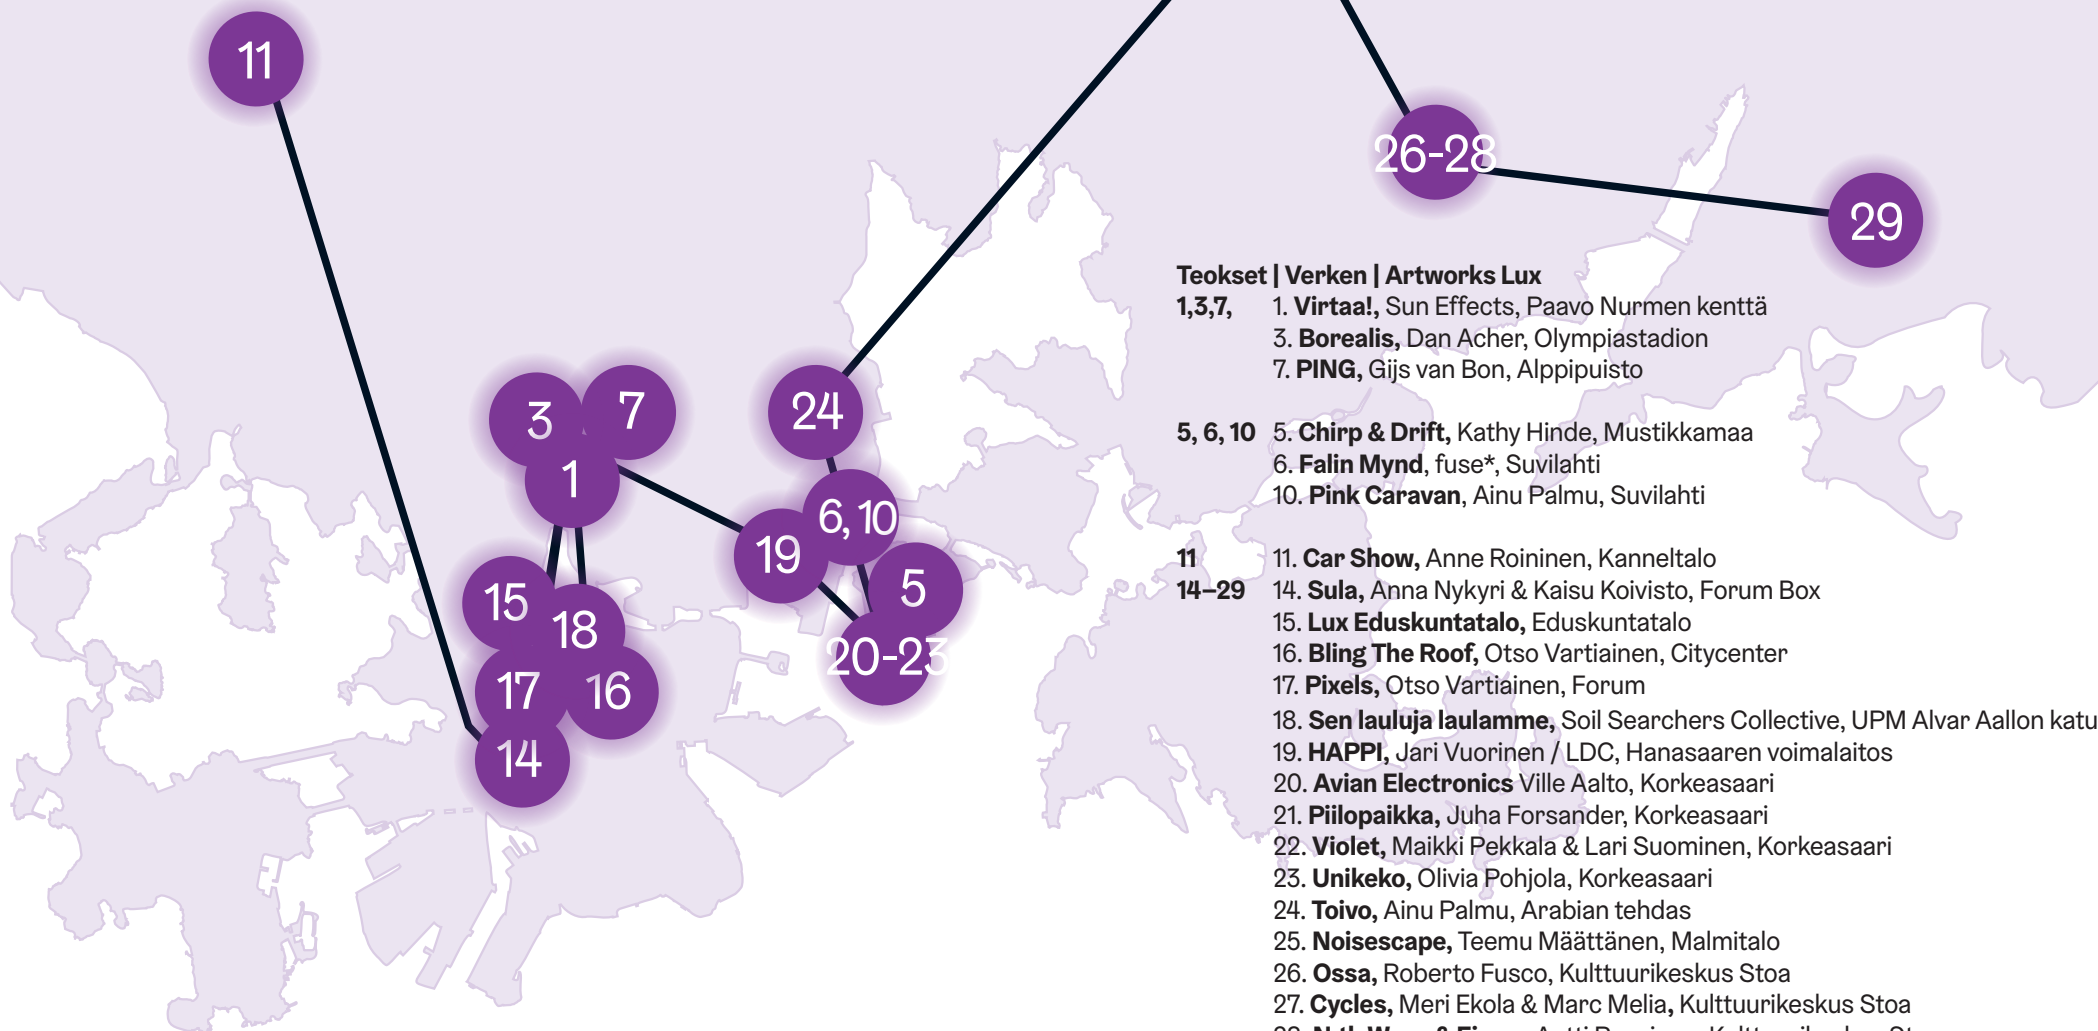 11
26-28
29
3
7
24
1
6, 10
19
5
15
18
20-23
17
16
14
Teokset | Verken | Artworks Lux
1,3,7, 1. Virtaa!, Sun Effects, Paavo Nurmen kenttä
3. Borealis, Dan Acher, Olympiastadion
7. PING, Gijs van Bon, Alppipuisto
5, 6, 10 5. Chirp & Drift, Kathy Hinde, Mustikkamaa
6. Falin Mynd, fuse*, Suvilahti
10. Pink Caravan, Ainu Palmu, Suvilahti
11 11. Car Show, Anne Roininen, Kanneltalo
14–29 14. Sula, Anna Nykyri & Kaisu Koivisto, Forum Box
15. Lux Eduskuntatalo, Eduskuntatalo
16. Bling The Roof, Otso Vartiainen, Citycenter
17. Pixels, Otso Vartiainen, Forum
18. Sen lauluja laulamme, Soil Searchers Collective, UPM Alvar Aallon katu
19. HAPPI, Jari Vuorinen / LDC, Hanasaaren voimalaitos
20. Avian Electronics Ville Aalto, Korkeasaari
21. Piilopaikka, Juha Forsander, Korkeasaari
22. Violet, Maikki Pekkala & Lari Suominen, Korkeasaari
23. Unikeko, Olivia Pohjola, Korkeasaari
24. Toivo, Ainu Palmu, Arabian tehdas
25. Noisescape, Teemu Määttänen, Malmitalo
26. Ossa, Roberto Fusco, Kulttuurikeskus Stoa
27. Cycles, Meri Ekola & Marc Melia, Kulttuurikeskus Stoa